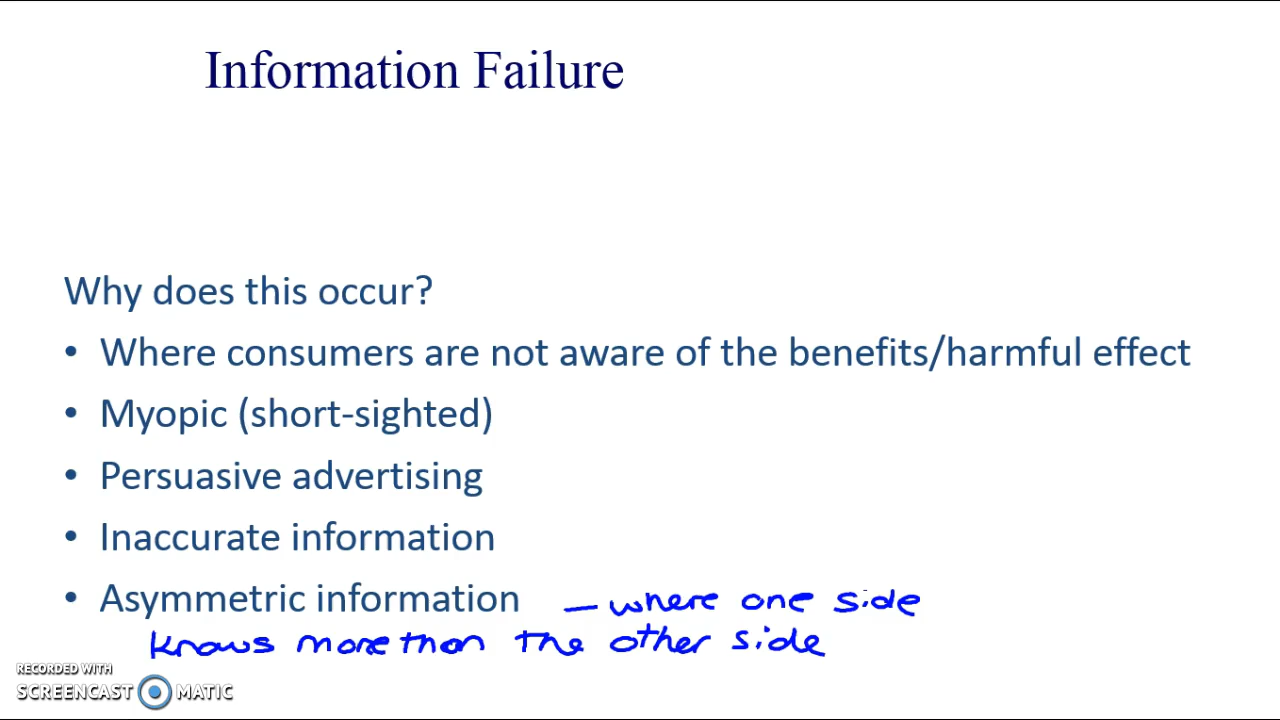 Information Failure
Why does this occur?
• Where consumers are not aware of the benefits/harmful effect
• Myopic (short-sighted)
• Persuasive advertising
• Inaccurate information
• Asymmetric information – where one side
knows more than the other side
RECORDED WITH
SCREENCAST MATIC